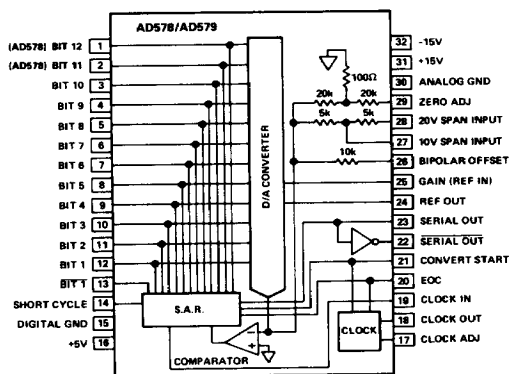 AD578/AD579
(AD578) BIT 12 1
(AD578) BIT 11 2
BIT 10 3
BIT 9 4
BIT 8 5
BIT 7 6
BIT 6 7
BIT 5 8
BIT 4 9
BIT 3 10
BIT 2 11
BIT 1 12
BIT 1 13
SHORT CYCLE 14
DIGITAL GND 15
+5V 16
D/A CONVERTER
S.A.R.
COMPARATOR
−
+
100Ω
20k 20k
5k 5k
10k
CLOCK
32 -15V
31 +15V
30 ANALOG GND
29 ZERO ADJ
28 20V SPAN INPUT
27 10V SPAN INPUT
26 BIPOLAR OFFSET
25 GAIN (REF IN)
24 REF OUT
23 SERIAL OUT
22 SERIAL OUT
21 CONVERT START
20 EOC
19 CLOCK IN
18 CLOCK OUT
17 CLOCK ADJ